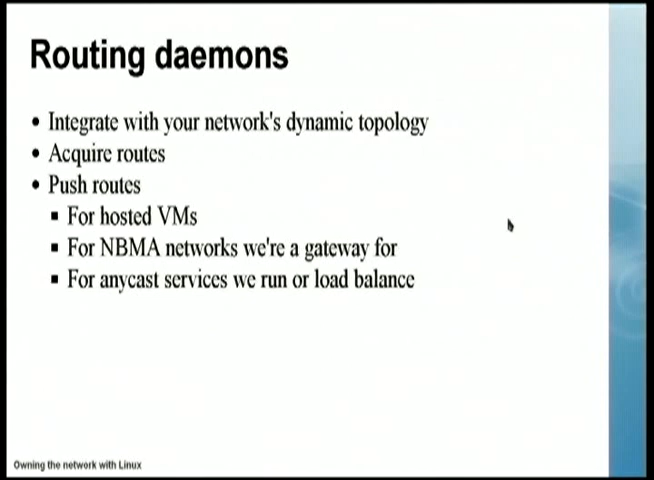 Routing daemons
• Integrate with your network's dynamic topology
• Acquire routes
• Push routes
▪ For hosted VMs
▪ For NBMA networks we're a gateway for
▪ For anycast services we run or load balance
Owning the network with Linux